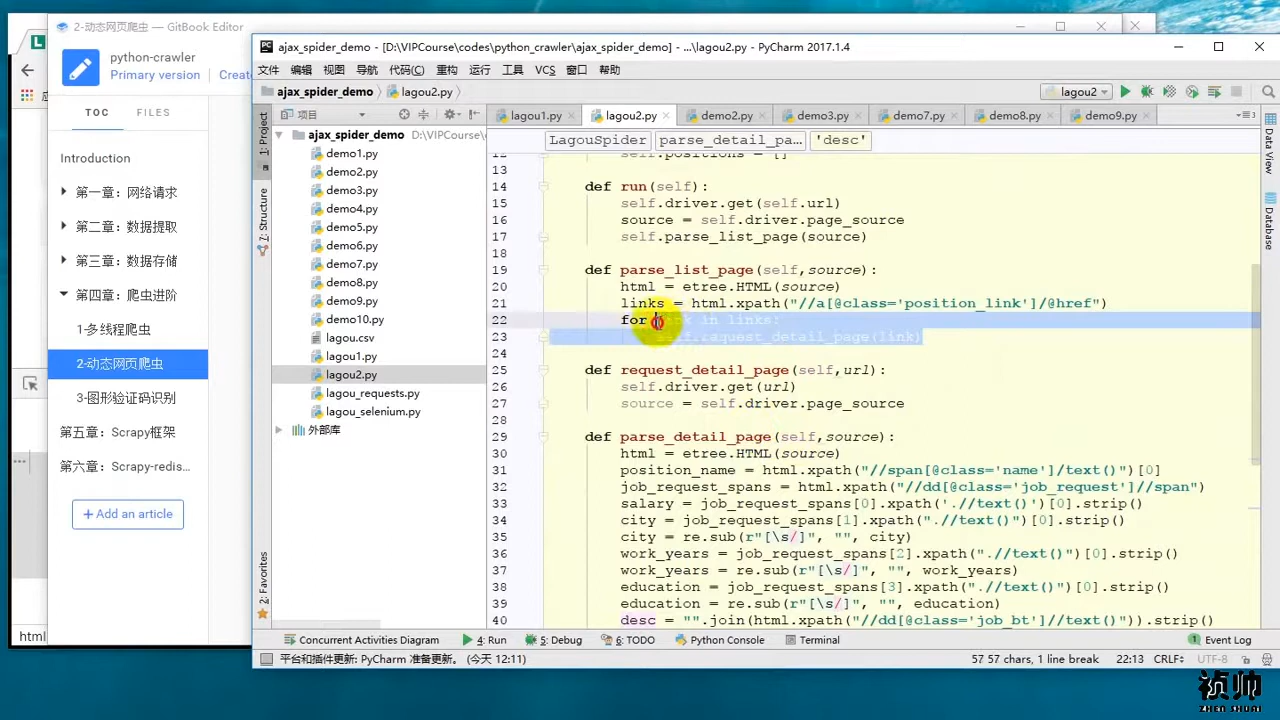 2-动态网页爬虫 — GitBook Editor
python-crawler
Primary version
TOC
FILES
Introduction
第一章：网络请求
第二章：数据提取
第三章：数据存储
第四章：爬虫进阶
1-多线程爬虫
2-动态网页爬虫
3-图形验证码识别
第五章：Scrapy框架
第六章：Scrapy-redis...
+ Add an article
html
ajax_spider_demo - [D:\VIPCourse\codes\python_crawler\ajax_spider_demo] - ...\lagou2.py - PyCharm 2017.1.4
文件 编辑 视图 导航 代码(C) 重构 运行 工具 VCS 窗口 帮助
ajax_spider_demo lagou2.py
lagou2
项目
lagou1.py lagou2.py demo2.py demo3.py demo7.py demo8.py demo9.py
LagouSpider parse_detail_pa... 'desc'
1: Project
7: Structure
2: Favorites
Data View
Database
ajax_spider_demo D:\VIPCourse\co
demo1.py
demo2.py
demo3.py
demo4.py
demo5.py
demo6.py
demo7.py
demo8.py
demo9.py
demo10.py
lagou.csv
lagou1.py
lagou2.py
lagou_requests.py
lagou_selenium.py
外部库
12 self.positions = []
13
14 def run(self):
15 self.driver.get(self.url)
16 source = self.driver.page_source
17 self.parse_list_page(source)
18
19 def parse_list_page(self,source):
20 html = etree.HTML(source)
21 links = html.xpath("//a[@class='position_link']/@href")
22 for link in links:
23 self.request_detail_page(link)
24
25 def request_detail_page(self,url):
26 self.driver.get(url)
27 source = self.driver.page_source
28
29 def parse_detail_page(self,source):
30 html = etree.HTML(source)
31 position_name = html.xpath("//span[@class='name']/text()")[0]
32 job_request_spans = html.xpath("//dd[@class='job_request']//span")
33 salary = job_request_spans[0].xpath('.//text()')[0].strip()
34 city = job_request_spans[1].xpath(".//text()")[0].strip()
35 city = re.sub(r"[\s/]", "", city)
36 work_years = job_request_spans[2].xpath(".//text()")[0].strip()
37 work_years = re.sub(r"[\s/]", "", work_years)
38 education = job_request_spans[3].xpath(".//text()")[0].strip()
39 education = re.sub(r"[\s/]", "", education)
40 desc = "".join(html.xpath("//dd[@class='job_bt']//text()")).strip()
Concurrent Activities Diagram 4: Run 5: Debug 6: TODO Python Console Terminal 1 Event Log
平台和插件更新: PyCharm 准备更新。 (今天 12:11) 57 chars, 1 line break 22:13 CRLF UTF-8
祯帅
ZHEN SHUAI